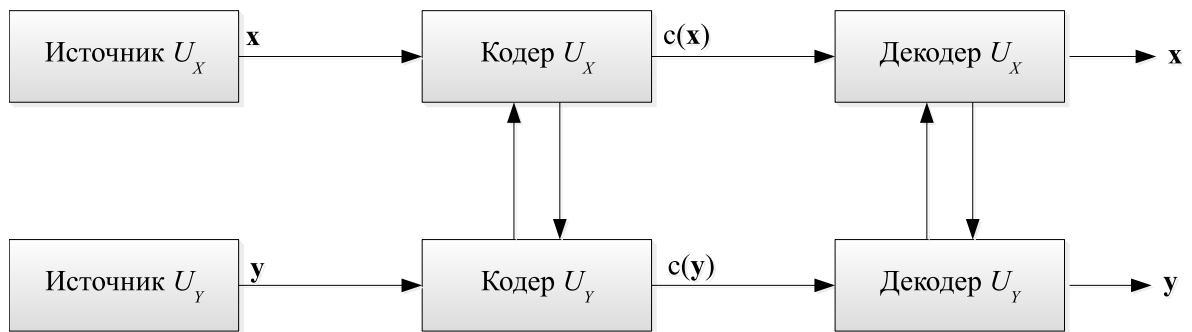 Источник U_X
x
Кодер U_X
c(x)
Декодер U_X
x
Источник U_Y
y
Кодер U_Y
c(y)
Декодер U_Y
y